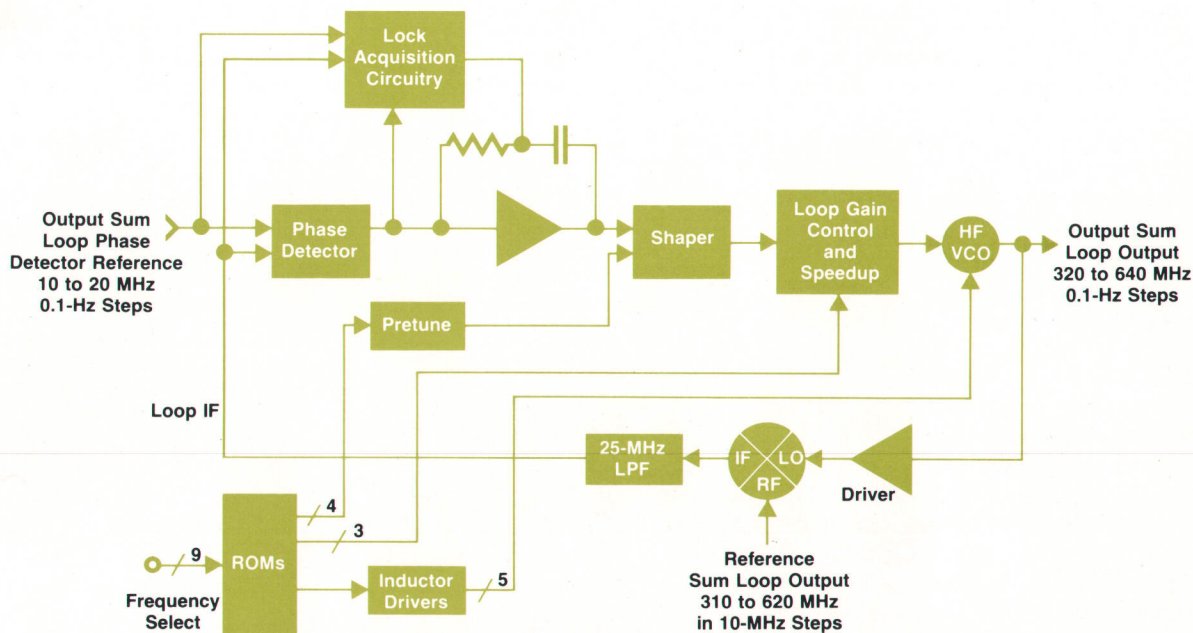 Lock
Acquisition
Circuitry
Output Sum
Loop Phase
Detector Reference
10 to 20 MHz
0.1-Hz Steps
Phase
Detector
Shaper
Loop Gain
Control
and
Speedup
HF
VCO
Output Sum
Loop Output
320 to 640 MHz
0.1-Hz Steps
Pretune
Loop IF
25-MHz
LPF
IF
LO
RF
Driver
4
3
9
ROMs
Frequency
Select
Inductor
Drivers
5
Reference
Sum Loop Output
310 to 620 MHz
in 10-MHz Steps